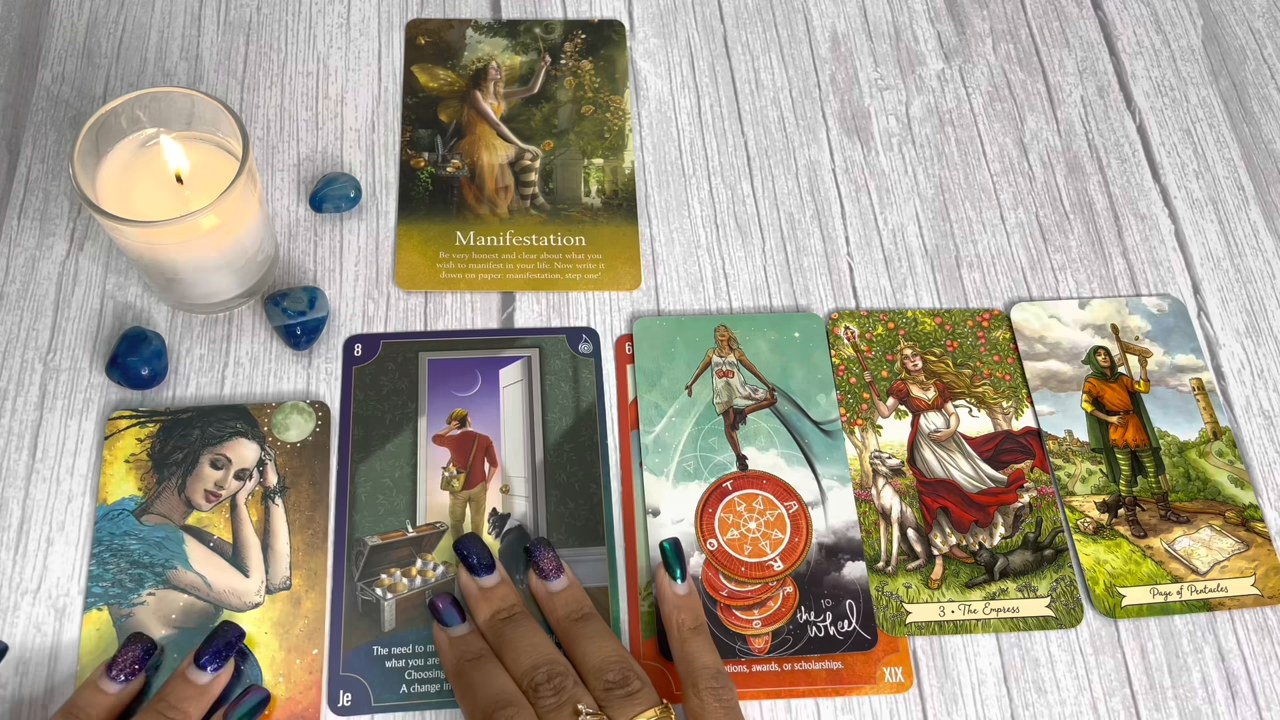 Manifestation
Be very honest and clear about what you
wish to manifest in your life. Now write it
down on paper: manifestation, step one!
8
The need to m
what you are
Choosing
A change in
Je
6
T A R O
10.
the wheel
tions, awards, or scholarships.
XIX
3 • The Empress
Page of Pentacles